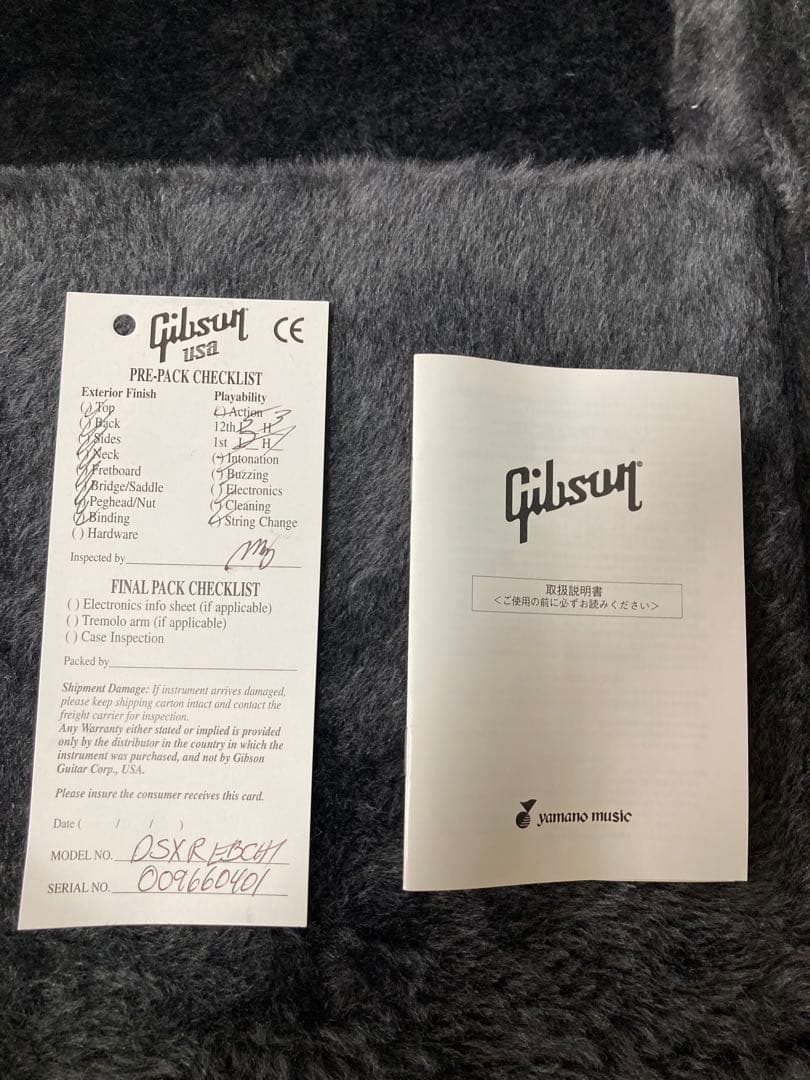 Gibson
USA
CE
PRE-PACK CHECKLIST
Exterior Finish
( ) Top
( ) Back
( ) Sides
( ) Neck
( ) Fretboard
( ) Bridge/Saddle
( ) Peghead/Nut
( ) Binding
( ) Hardware
Playability
( ) Action
12th L H 3
1st L H
( ) Intonation
( ) Buzzing
( ) Electronics
( ) Cleaning
( ) String Change
Inspected by
FINAL PACK CHECKLIST
( ) Electronics info sheet (if applicable)
( ) Tremolo arm (if applicable)
( ) Case Inspection
Packed by
Shipment Damage: If instrument arrives damaged,
please keep shipping carton intact and contact the
freight carrier for inspection.
Any Warranty either stated or implied is provided
only by the distributor in the country in which the
instrument was purchased, and not by Gibson
Guitar Corp., USA.
Please insure the consumer receives this card.
Date ( / / )
MODEL NO. DSXREBCH1
SERIAL NO. 009660401
Gibson
取扱説明書
<ご使用の前に必ずお読みください>
yamano music